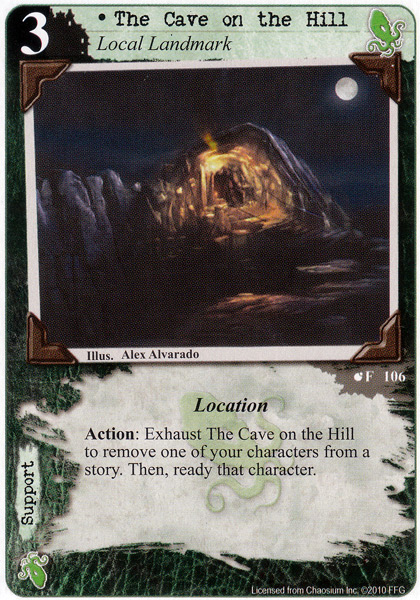 3
• The Cave on the Hill
Local Landmark
Illus. Alex Alvarado
F 106
Location
Action: Exhaust The Cave on the Hill
to remove one of your characters from a
story. Then, ready that character.
Support
Licensed from Chaosium Inc. ©2010 FFG